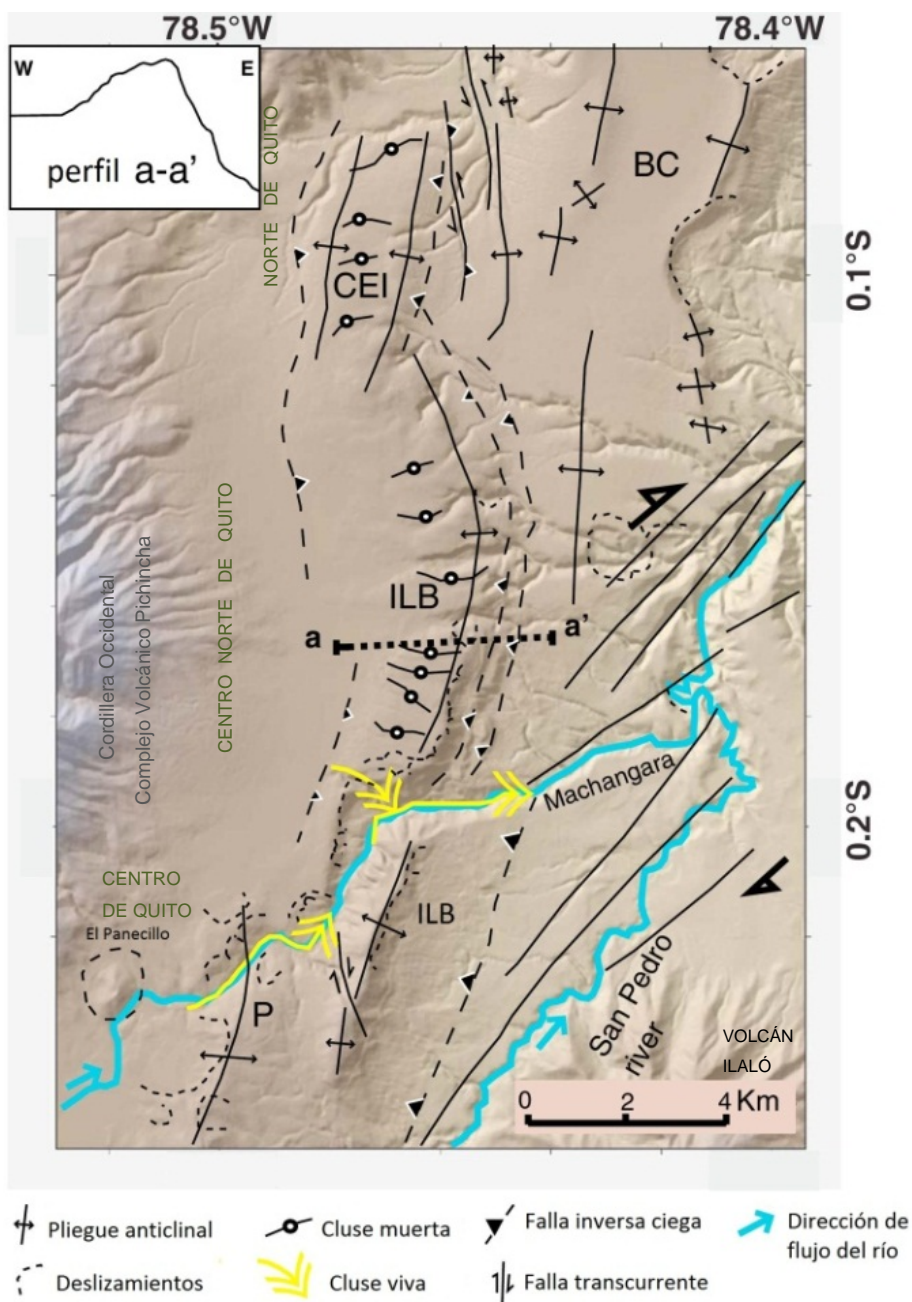 78.5°W
78.4°W
W
E
perfil a-a'
NORTE DE QUITO
BC
0.1°S
CEI
Cordillera Occidental
Complejo Volcánico Pichincha
CENTRO NORTE DE QUITO
ILB
a
a'
Machangara
0.2°S
CENTRO
DE QUITO
El Panecillo
ILB
P
San Pedro
river
VOLCÁN
ILALÓ
0
2
4 Km
Pliegue anticlinal
Cluse muerta
Falla inversa ciega
Dirección de
flujo del río
Deslizamientos
Cluse viva
Falla transcurrente